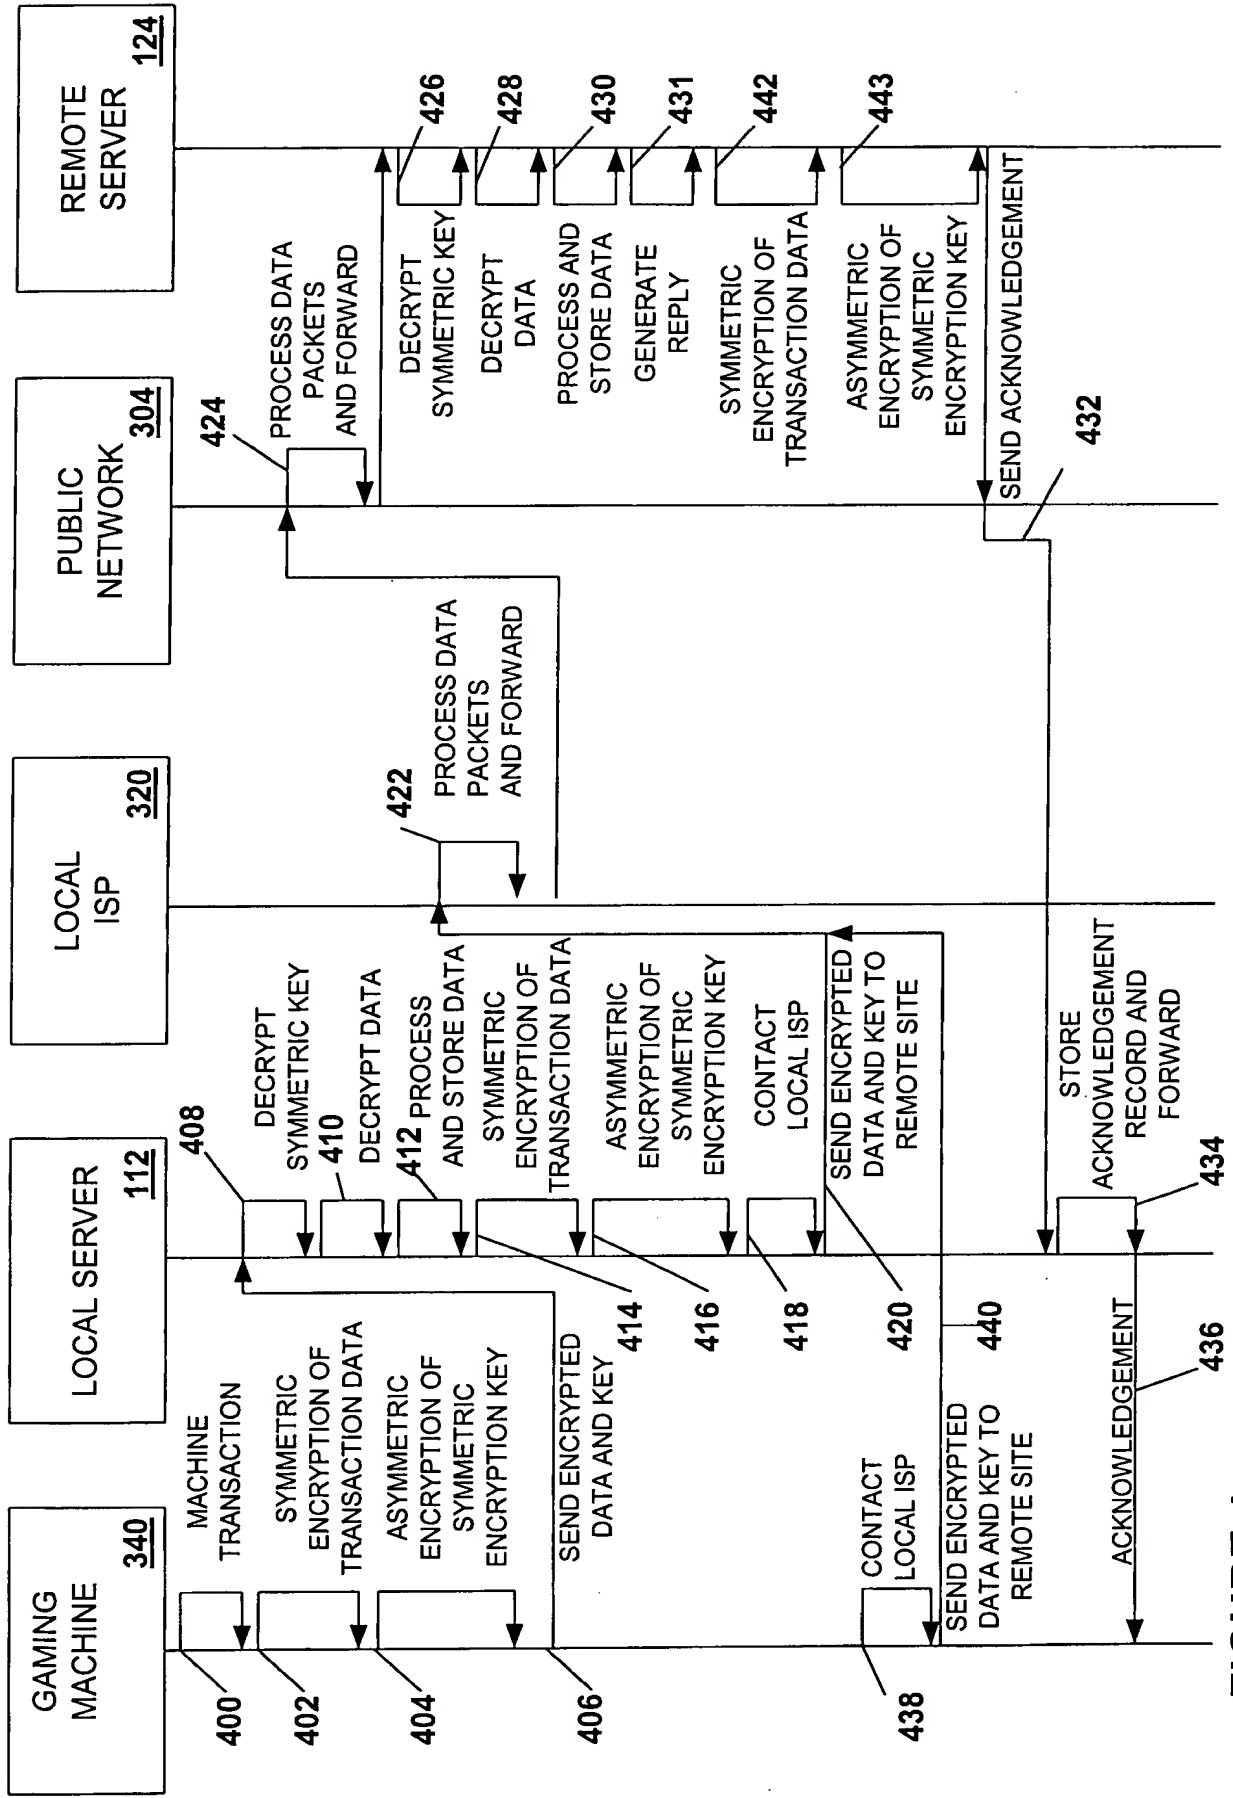 GAMING
MACHINE
340
LOCAL SERVER
112
LOCAL
ISP
320
PUBLIC
NETWORK
304
REMOTE
SERVER
124
400
MACHINE
TRANSACTION
402
SYMMETRIC
ENCRYPTION OF
TRANSACTION DATA
404
ASYMMETRIC
ENCRYPTION OF
SYMMETRIC
ENCRYPTION KEY
406
SEND ENCRYPTED
DATA AND KEY
408
DECRYPT
SYMMETRIC KEY
410
DECRYPT DATA
412
PROCESS
AND STORE DATA
414
SYMMETRIC
ENCRYPTION OF
TRANSACTION DATA
416
ASYMMETRIC
ENCRYPTION OF
SYMMETRIC
ENCRYPTION KEY
418
CONTACT
LOCAL ISP
420
SEND ENCRYPTED
DATA AND KEY TO
REMOTE SITE
422
PROCESS DATA
PACKETS
AND FORWARD
424
PROCESS DATA
PACKETS
AND FORWARD
426
DECRYPT
SYMMETRIC KEY
428
DECRYPT
DATA
430
PROCESS AND
STORE DATA
431
GENERATE
REPLY
442
SYMMETRIC
ENCRYPTION OF
TRANSACTION DATA
443
ASYMMETRIC
ENCRYPTION OF
SYMMETRIC
ENCRYPTION KEY
SEND ACKNOWLEDGEMENT
432
438
CONTACT
LOCAL ISP
440
SEND ENCRYPTED
DATA AND KEY TO
REMOTE SITE
434
STORE
ACKNOWLEDGEMENT
RECORD AND
FORWARD
436
ACKNOWLEDGEMENT